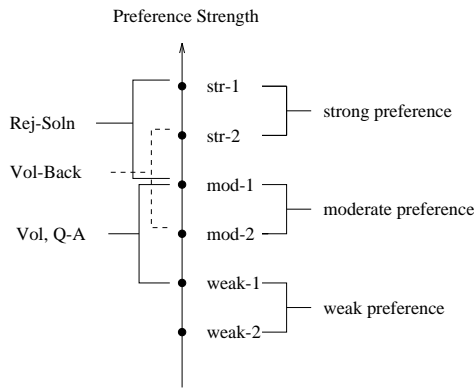 Preference Strength
str-1
strong preference
Rej-Soln
str-2
Vol-Back
mod-1
moderate preference
Vol, Q-A
mod-2
weak-1
weak preference
weak-2